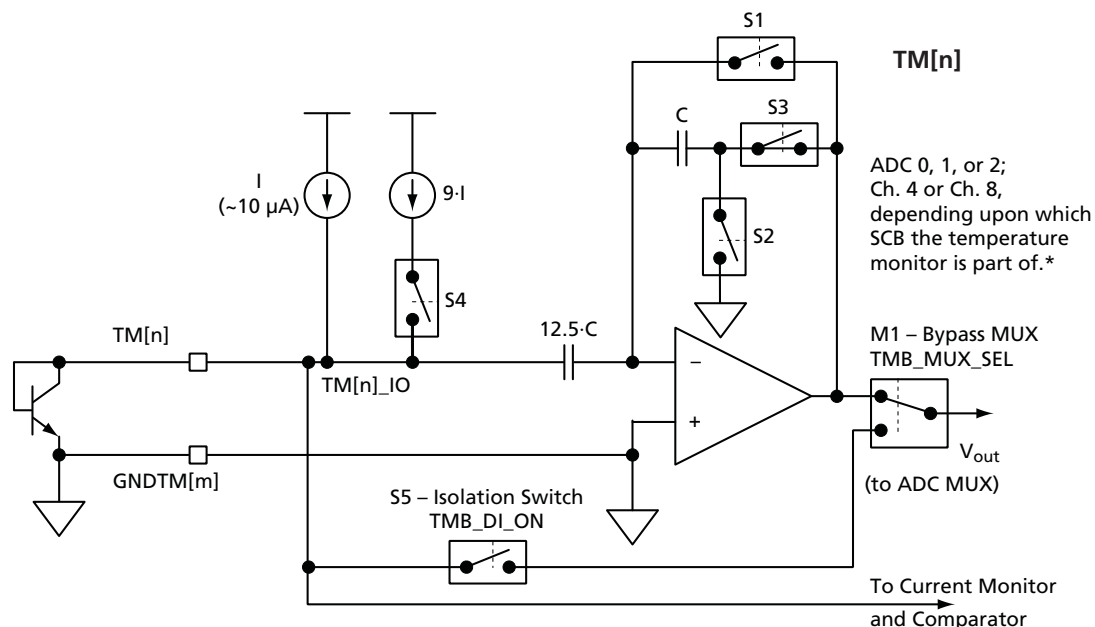 S1
TM[n]
C
S3
ADC 0, 1, or 2;
Ch. 4 or Ch. 8,
depending upon which
SCB the temperature
monitor is part of.*
I
(~10 µA)
9·I
S2
S4
TM[n]
12.5·C
M1 – Bypass MUX
TMB_MUX_SEL
TM[n]_IO
–
+
GNDTM[m]
Vout
(to ADC MUX)
S5 – Isolation Switch
TMB_DI_ON
To Current Monitor
and Comparator